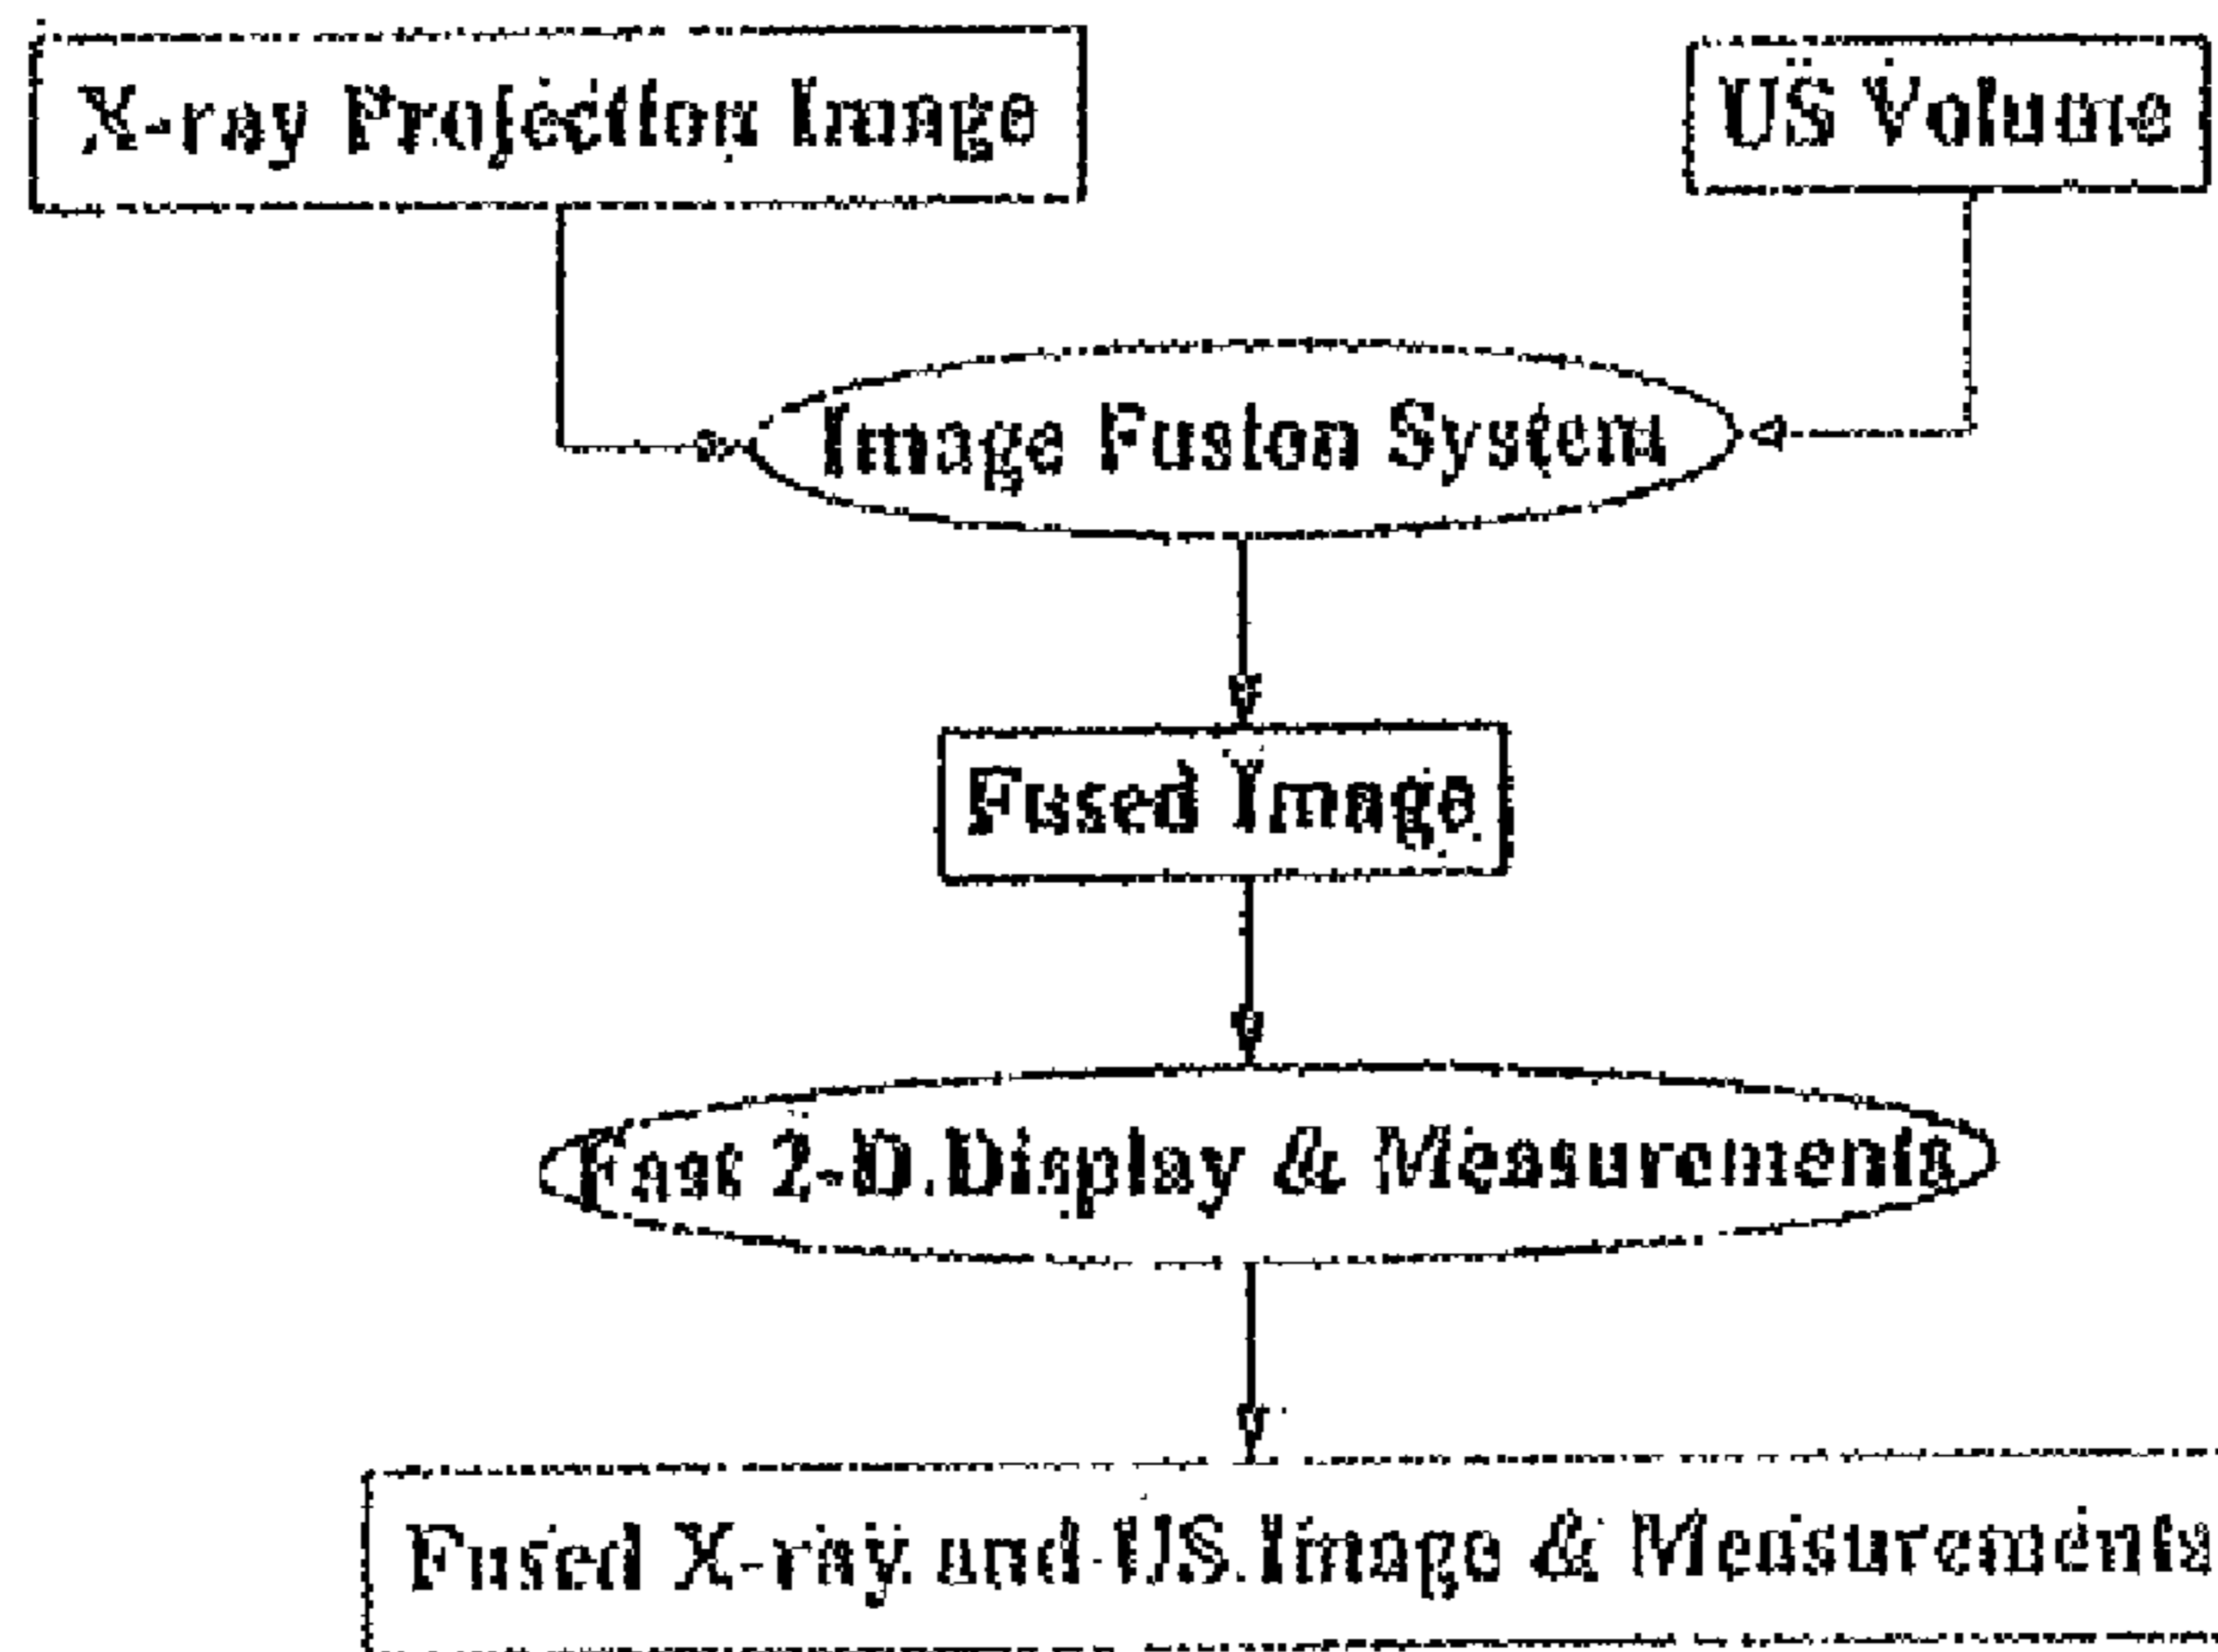 X-ray Projection Image
US Volume
Image Fusion System
Fused Image
Fast 2-D Display & Measurements
Fused X-ray and US Image & Measurements